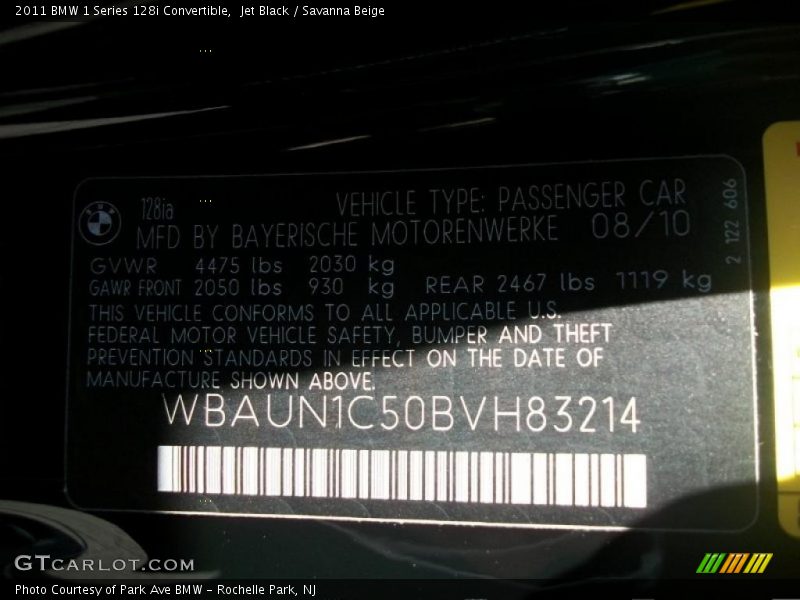 2011 BMW 1 Series 128i Convertible,  Jet Black / Savanna Beige
BMW
128ia
VEHICLE TYPE: PASSENGER CAR
MFD BY BAYERISCHE MOTORENWERKE 08/10
2 122 606
GVWR 4475 lbs 2030 kg
GAWR FRONT 2050 lbs 930 kg REAR 2467 lbs 1119 kg
THIS VEHICLE CONFORMS TO ALL APPLICABLE U.S.
FEDERAL MOTOR VEHICLE SAFETY, BUMPER AND THEFT
PREVENTION STANDARDS IN EFFECT ON THE DATE OF
MANUFACTURE SHOWN ABOVE.
WBAUN1C50BVH83214
GTCARLOT.COM
Photo Courtesy of Park Ave BMW - Rochelle Park, NJ